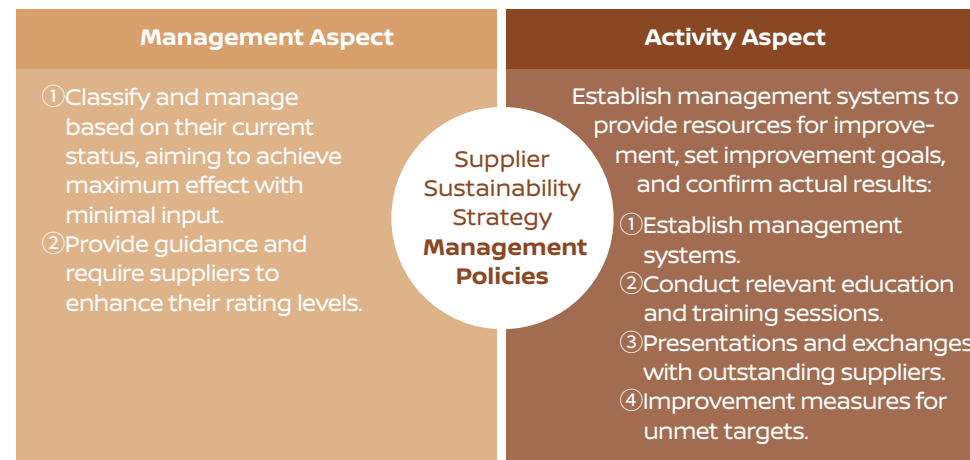 Management Aspect
①Classify and manage
based on their current
status, aiming to achieve
maximum effect with
minimal input.
②Provide guidance and
require suppliers to
enhance their rating levels.
Supplier
Sustainability
Strategy
Management
Policies
Activity Aspect
Establish management systems to
provide resources for improve-
ment, set improvement goals,
and confirm actual results:
①Establish management
systems.
②Conduct relevant education
and training sessions.
③Presentations and exchanges
with outstanding suppliers.
④Improvement measures for
unmet targets.